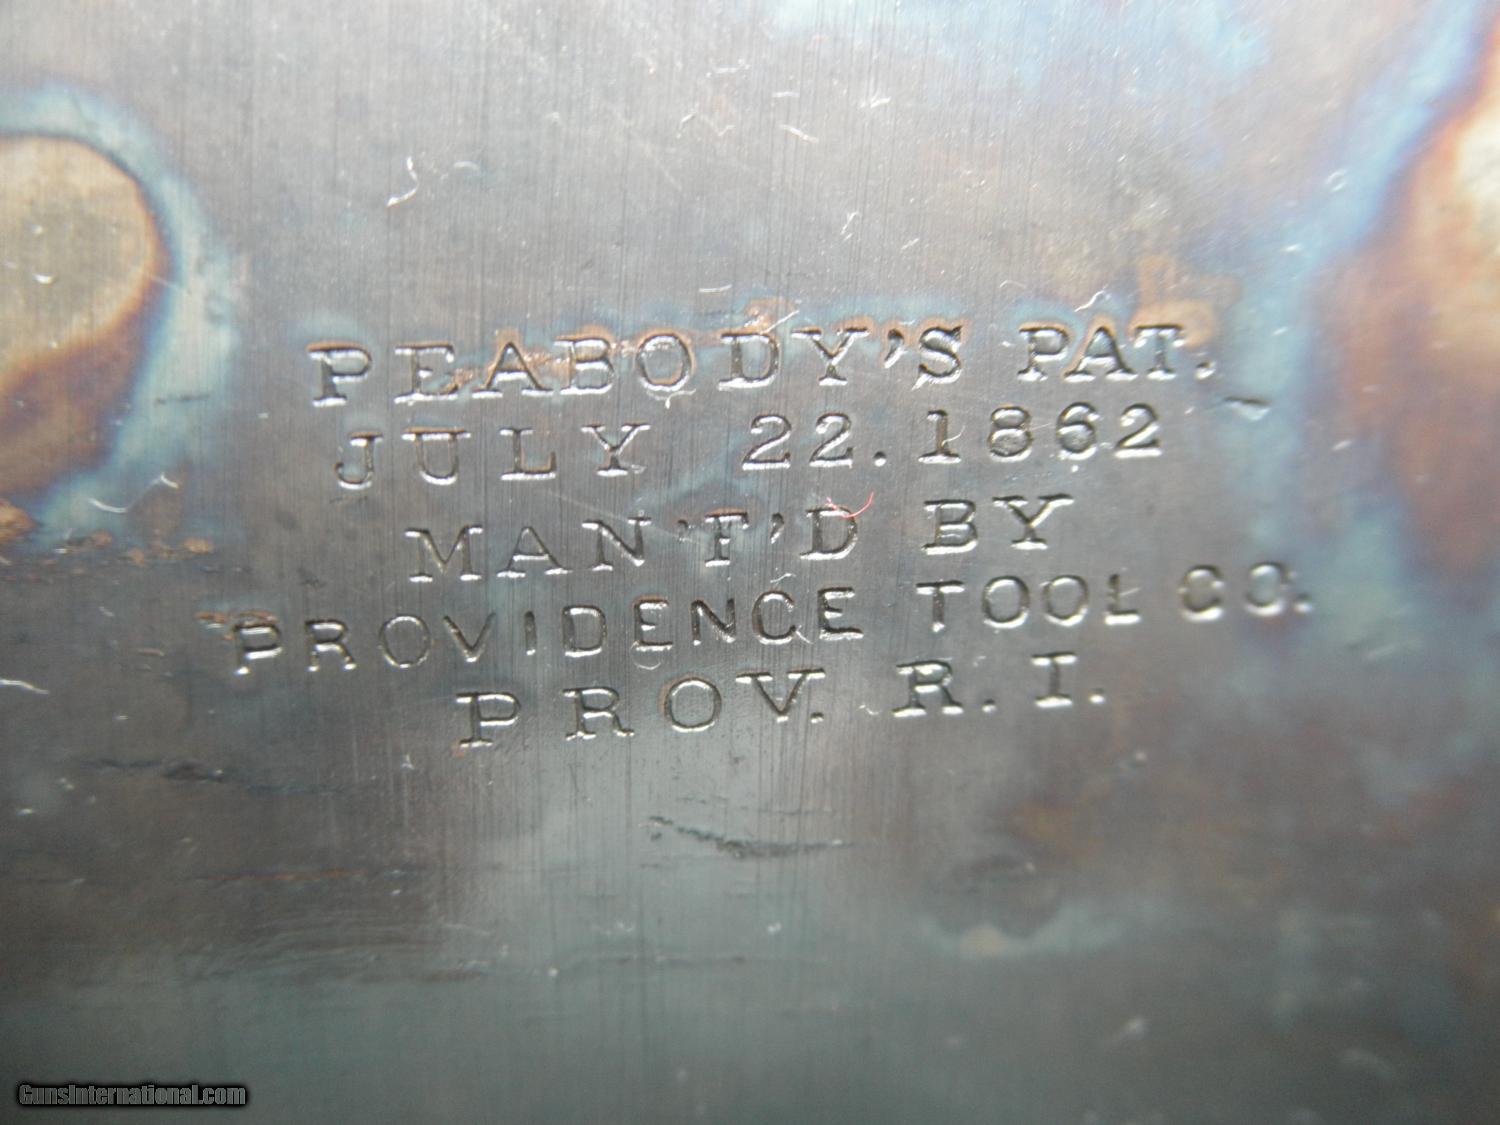 PEABODY'S PAT.
JULY 22. 1862
MAN'F'D BY
PROVIDENCE TOOL CO.
PROV. R. I.
GunsInternational.com